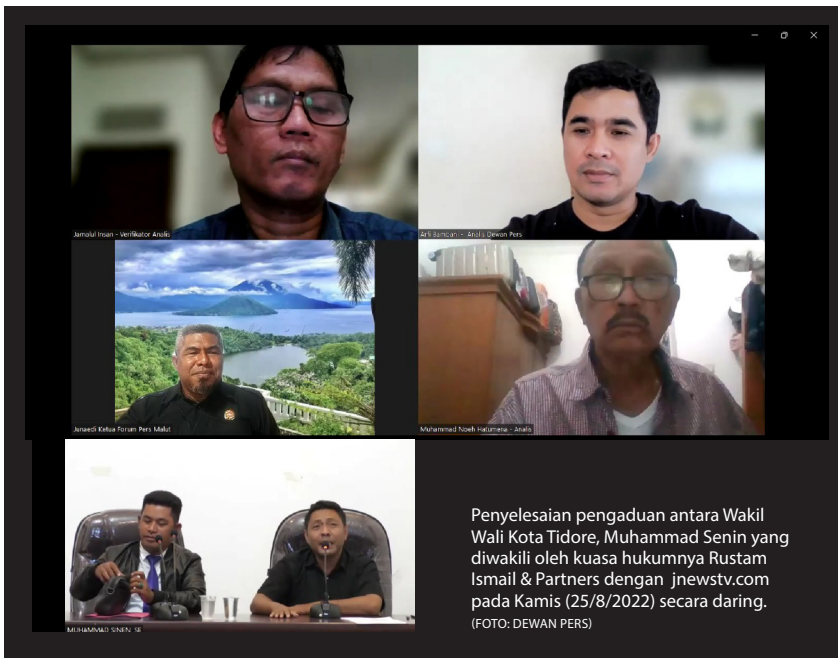 Jamalul Insan - Verifikator Analis
Arif Bamban - Analis Dewan Pers
Junaedi Ketua Forum Pers Malut
Muhammad Noeh Hatumena - Analis
MUHAMMAD SINEN, SE
Penyelesaian pengaduan antara Wakil
Wali Kota Tidore, Muhammad Senin yang
diwakili oleh kuasa hukumnya Rustam
Ismail & Partners dengan jnewstv.com
pada Kamis (25/8/2022) secara daring.
(FOTO: DEWAN PERS)